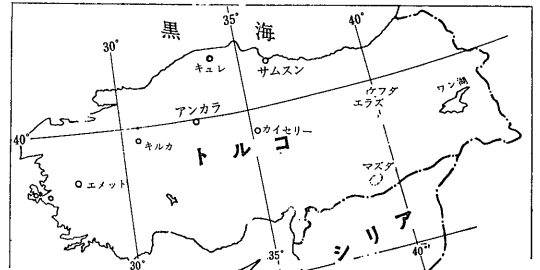 黒海
30°
35°
40°
キュレ
サムスン
ウフダ
エラズ
ワン湖
アンカラ
40°
キルカ
カイセリー
トルコ
エメット
マズダ
シリア
30°
35°
40°